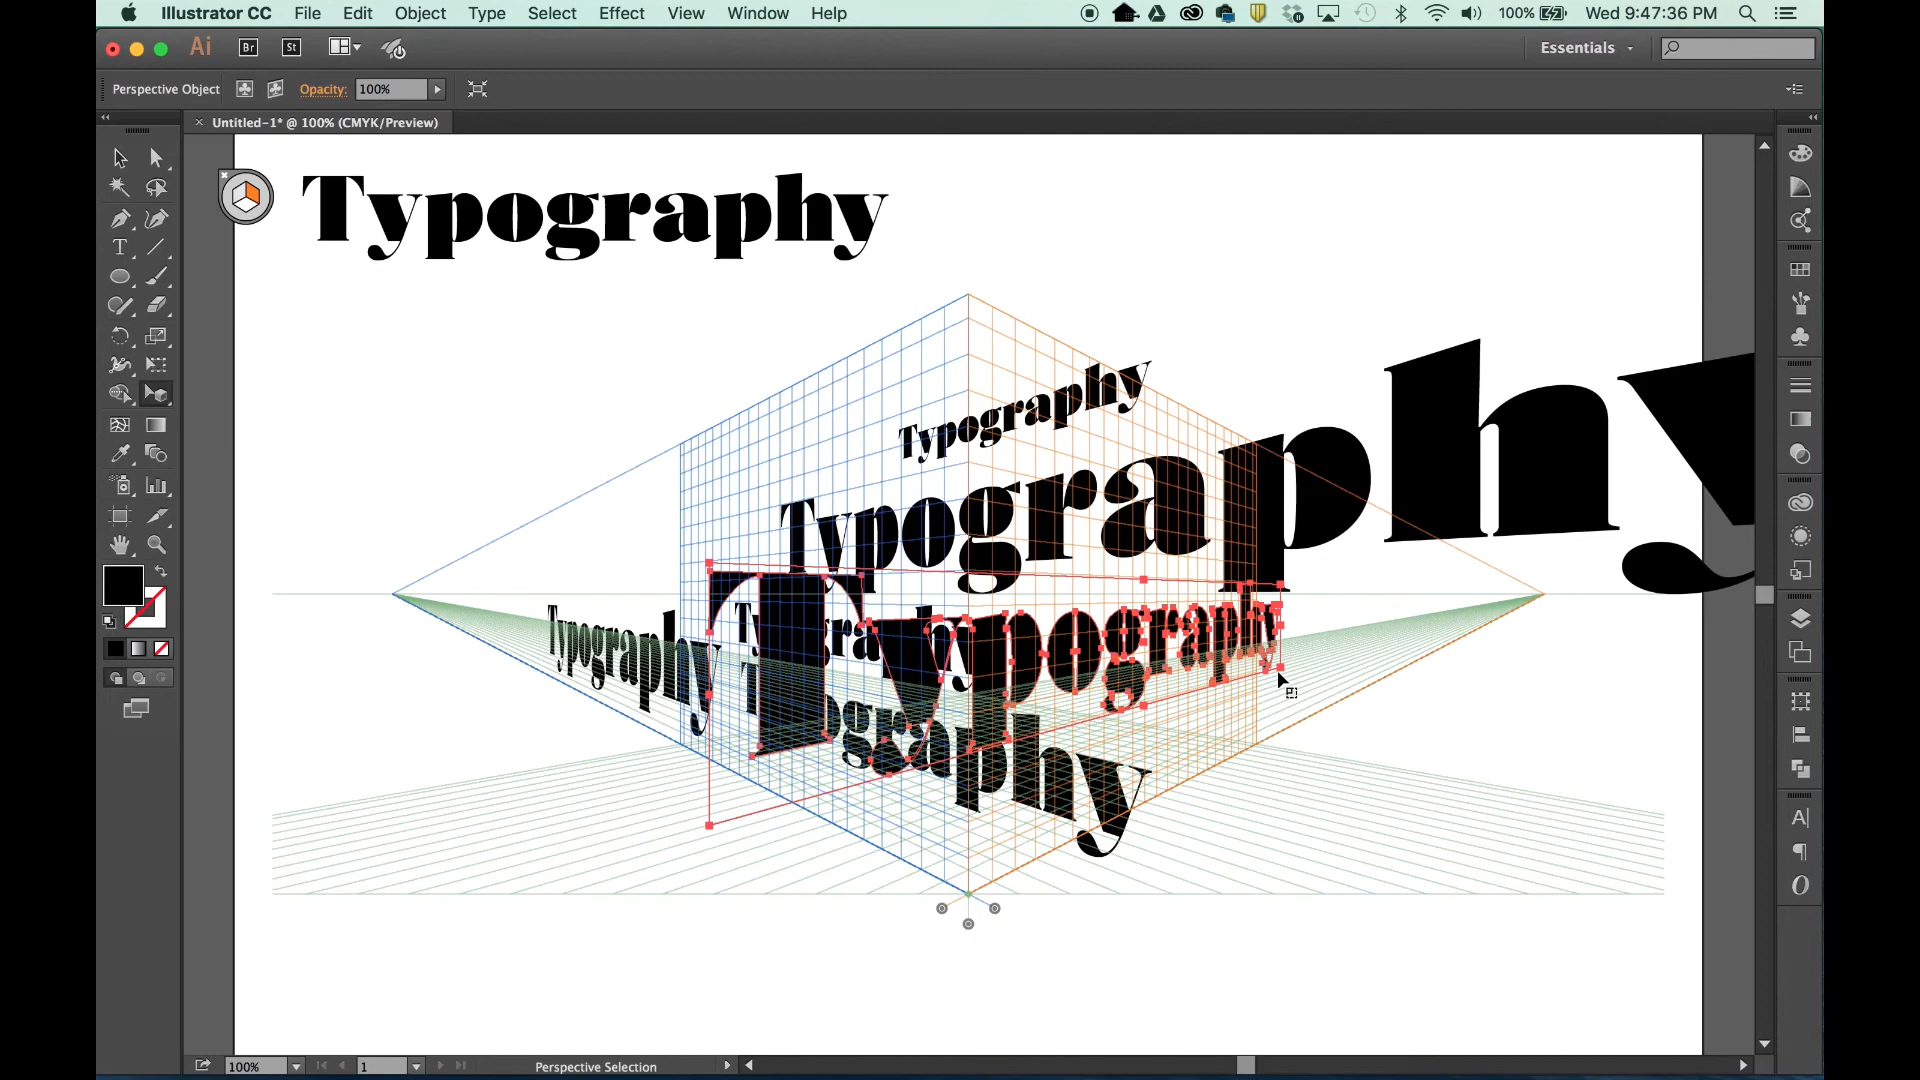 Illustrator CC File Edit Object Type Select Effect View Window Help 100% Wed 9:47:36 PM
Ai Br St Essentials
Perspective Object Opacity: 100%
× Untitled-1* @ 100% (CMYK/Preview)
Typography
Typography
Typography
Typography
Typography
Typography
100% 1 Perspective Selection